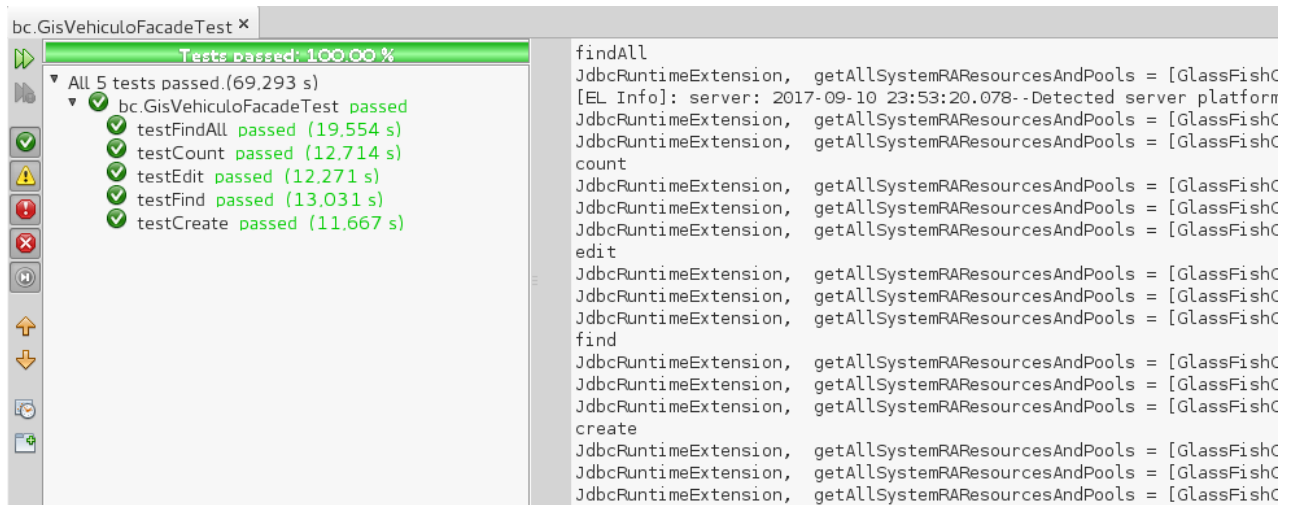 bc.GisVehiculoFacadeTest ×
Tests passed: 100.00 %
All 5 tests passed.(69,293 s)
bc.GisVehiculoFacadeTest passed
testFindAll passed (19,554 s)
testCount passed (12,714 s)
testEdit passed (12,271 s)
testFind passed (13,031 s)
testCreate passed (11,667 s)
findAll
JdbcRuntimeExtension, getAllSystemRAResourcesAndPools = [GlassFishC
[EL Info]: server: 2017-09-10 23:53:20.078--Detected server platform
JdbcRuntimeExtension, getAllSystemRAResourcesAndPools = [GlassFishC
JdbcRuntimeExtension, getAllSystemRAResourcesAndPools = [GlassFishC
count
JdbcRuntimeExtension, getAllSystemRAResourcesAndPools = [GlassFishC
JdbcRuntimeExtension, getAllSystemRAResourcesAndPools = [GlassFishC
JdbcRuntimeExtension, getAllSystemRAResourcesAndPools = [GlassFishC
edit
JdbcRuntimeExtension, getAllSystemRAResourcesAndPools = [GlassFishC
JdbcRuntimeExtension, getAllSystemRAResourcesAndPools = [GlassFishC
JdbcRuntimeExtension, getAllSystemRAResourcesAndPools = [GlassFishC
find
JdbcRuntimeExtension, getAllSystemRAResourcesAndPools = [GlassFishC
JdbcRuntimeExtension, getAllSystemRAResourcesAndPools = [GlassFishC
JdbcRuntimeExtension, getAllSystemRAResourcesAndPools = [GlassFishC
create
JdbcRuntimeExtension, getAllSystemRAResourcesAndPools = [GlassFishC
JdbcRuntimeExtension, getAllSystemRAResourcesAndPools = [GlassFishC
JdbcRuntimeExtension, getAllSystemRAResourcesAndPools = [GlassFishC